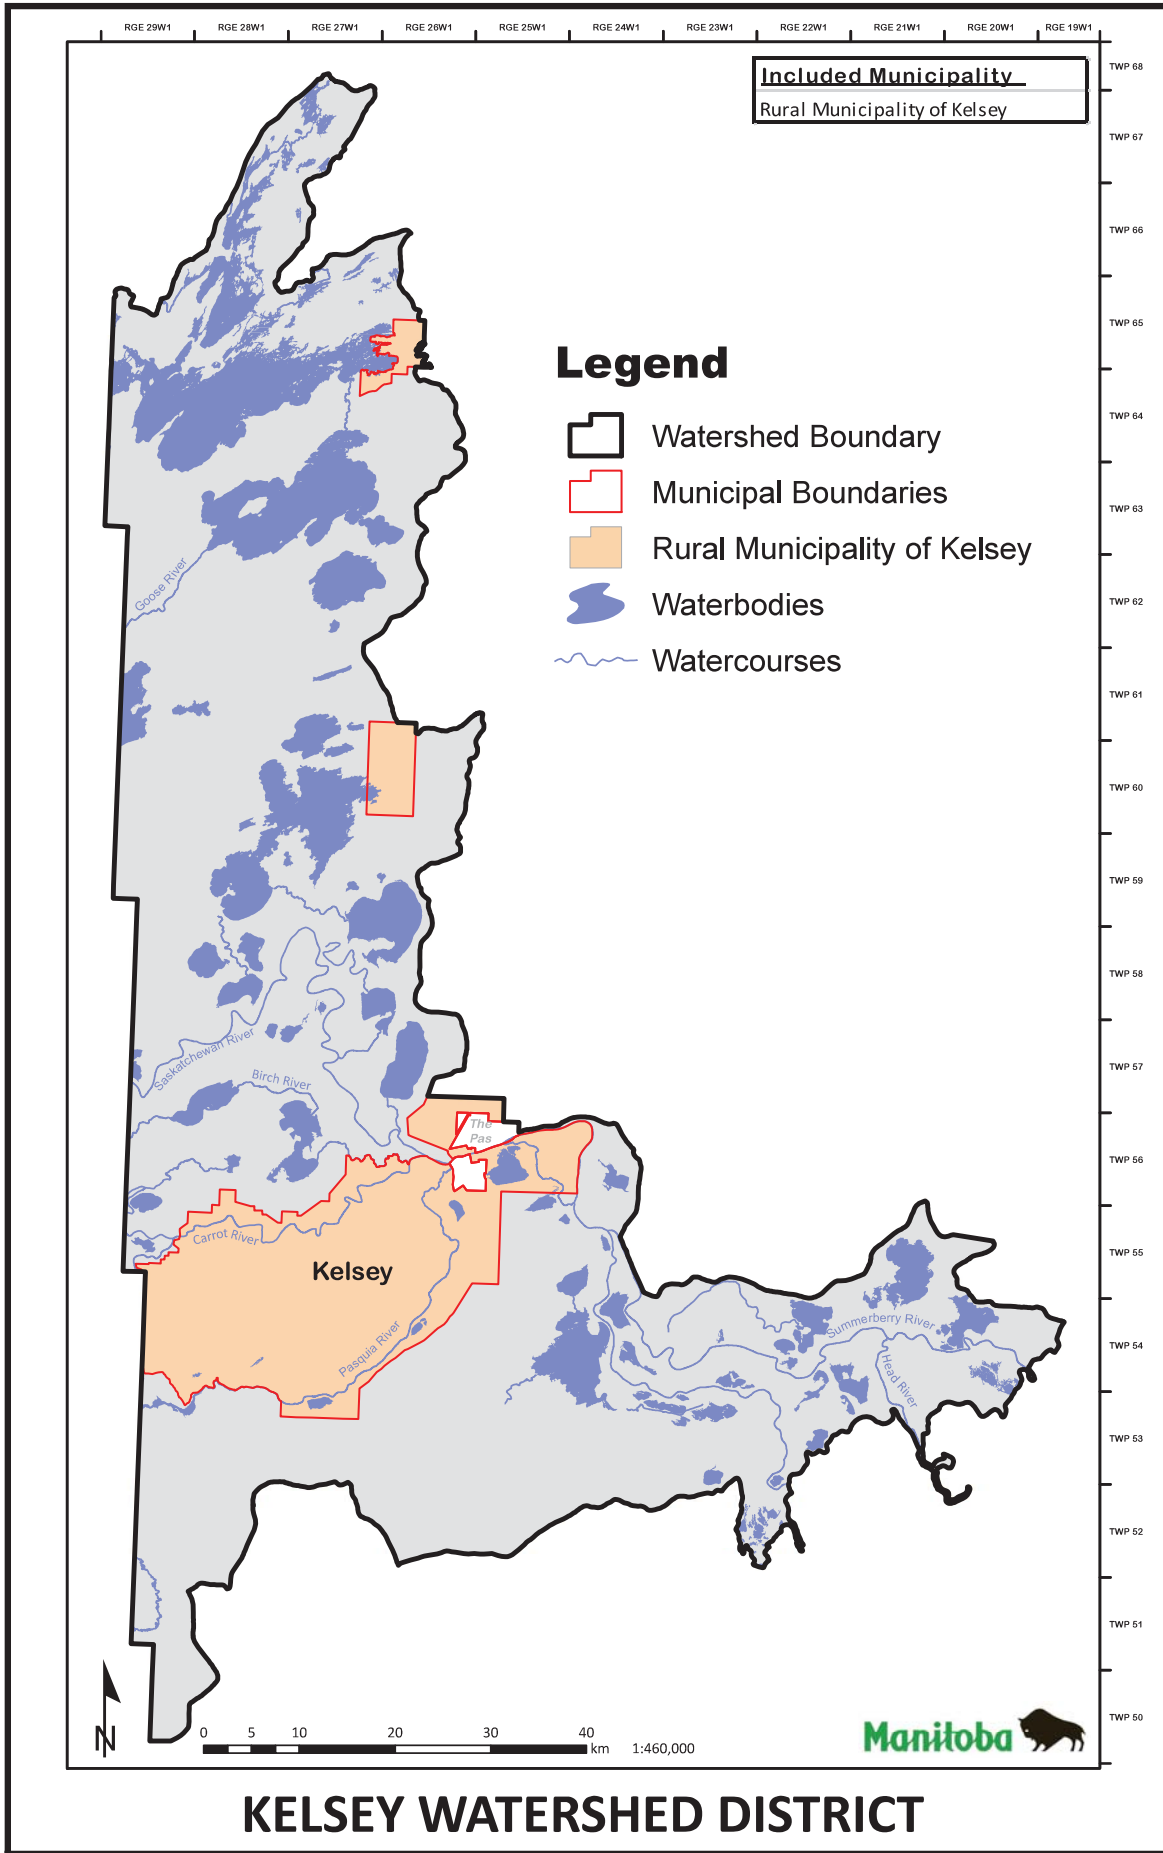 RGE 29W1 RGE 28W1 RGE 27W1 RGE 26W1 RGE 25W1 RGE 24W1 RGE 23W1 RGE 22W1 RGE 21W1 RGE 20W1 RGE 19W1
Included Municipality
Rural Municipality of Kelsey
TWP 68
TWP 67
TWP 66
TWP 65
TWP 64
TWP 63
TWP 62
TWP 61
TWP 60
TWP 59
TWP 58
TWP 57
TWP 56
TWP 55
TWP 54
TWP 53
TWP 52
TWP 51
TWP 50
Legend
Watershed Boundary
Municipal Boundaries
Rural Municipality of Kelsey
Waterbodies
Watercourses
Goose River
Saskatchewan River
Birch River
The
Pas
Carrot River
Kelsey
Pasquia River
Summerberry River
Head River
N
0 5 10 20 30 40
km 1:460,000
Manitoba
KELSEY WATERSHED DISTRICT